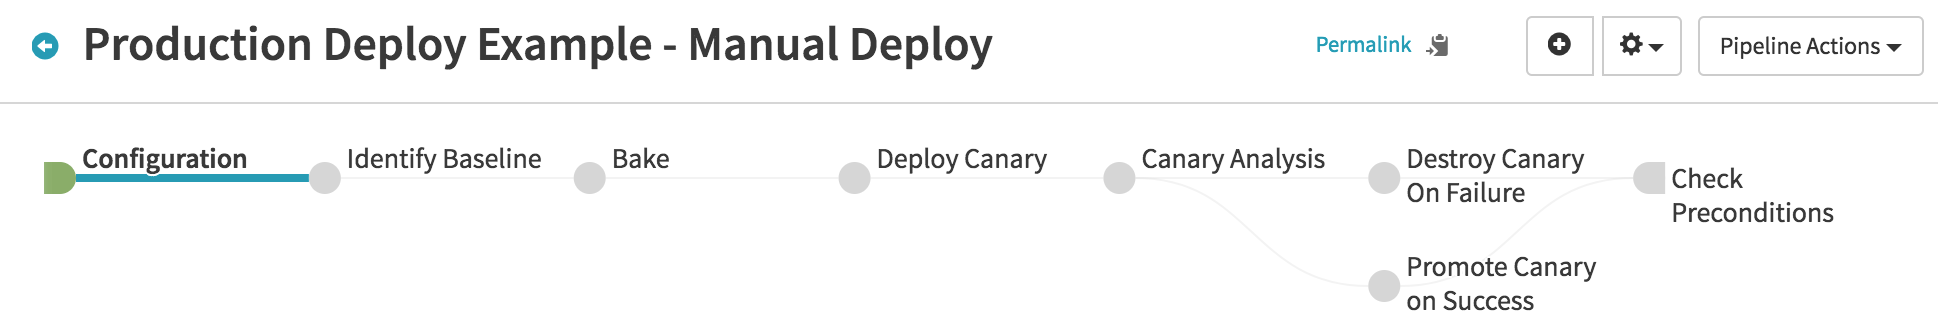 Production Deploy Example - Manual Deploy
Permalink
Pipeline Actions
Configuration
Identify Baseline
Bake
Deploy Canary
Canary Analysis
Destroy Canary
On Failure
Check
Preconditions
Promote Canary
on Success